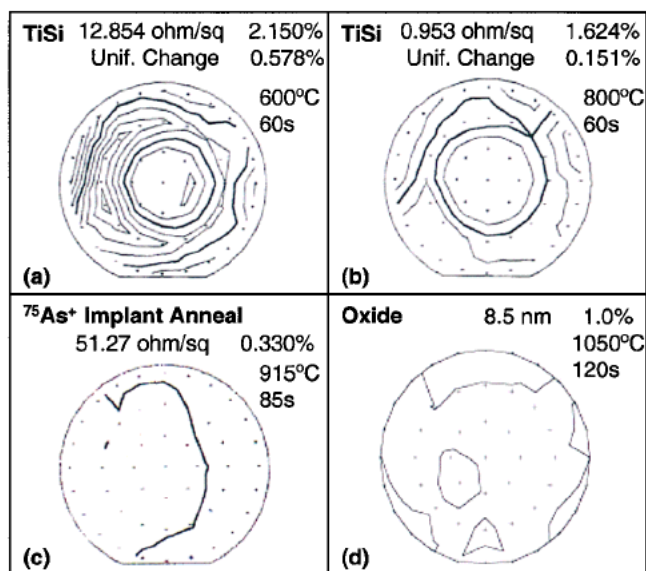 TiSi 12.854 ohm/sq 2.150%
Unif. Change 0.578%
600°C
60s
(a)
TiSi 0.953 ohm/sq 1.624%
Unif. Change 0.151%
800°C
60s
(b)
⁷⁵As⁺ Implant Anneal
51.27 ohm/sq 0.330%
915°C
85s
(c)
Oxide 8.5 nm 1.0%
1050°C
120s
(d)